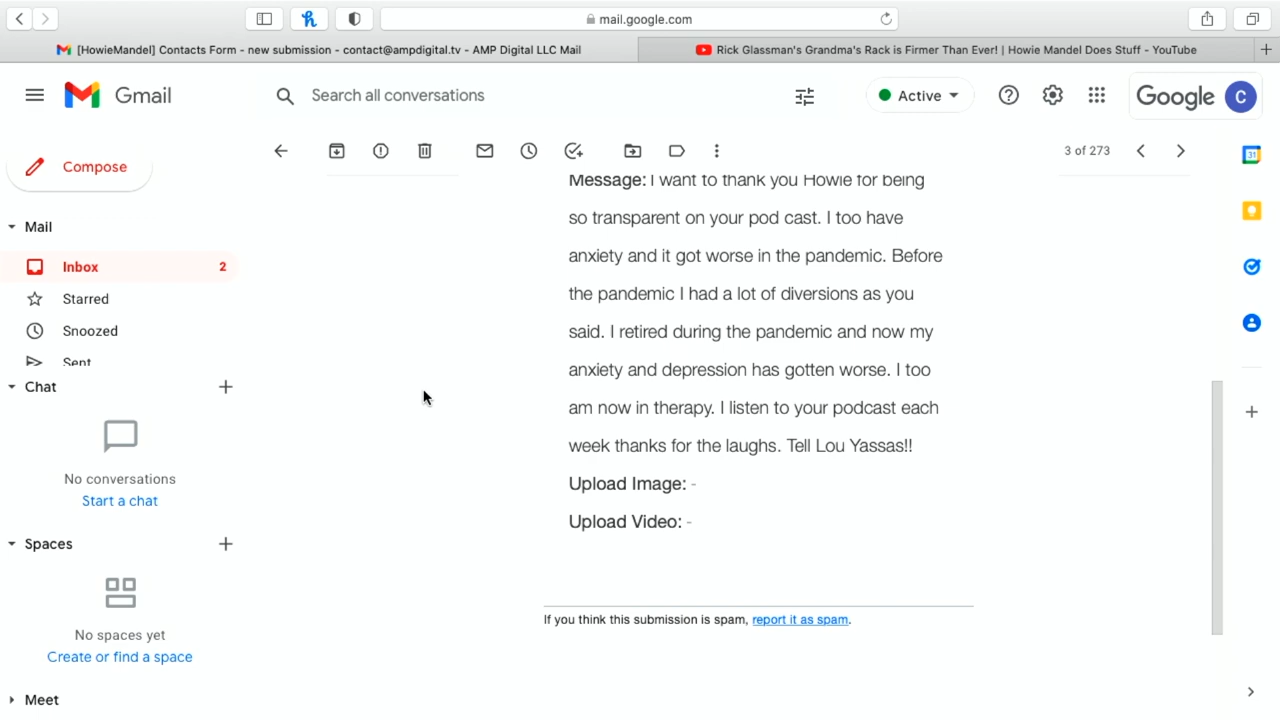 mail.google.com
[HowieMandel] Contacts Form - new submission - contact@ampdigital.tv - AMP Digital LLC Mail
Rick Glassman's Grandma's Rack is Firmer Than Ever! | Howie Mandel Does Stuff - YouTube
Gmail
Search all conversations
Active
Google
C
Compose
3 of 273
31
Mail
Inbox 2
Starred
Snoozed
Sent
Chat
No conversations
Start a chat
Spaces
No spaces yet
Create or find a space
Meet
Message: I want to thank you Howie for being
so transparent on your pod cast. I too have
anxiety and it got worse in the pandemic. Before
the pandemic I had a lot of diversions as you
said. I retired during the pandemic and now my
anxiety and depression has gotten worse. I too
am now in therapy. I listen to your podcast each
week thanks for the laughs. Tell Lou Yassas!!
Upload Image: -
Upload Video: -
If you think this submission is spam, report it as spam.